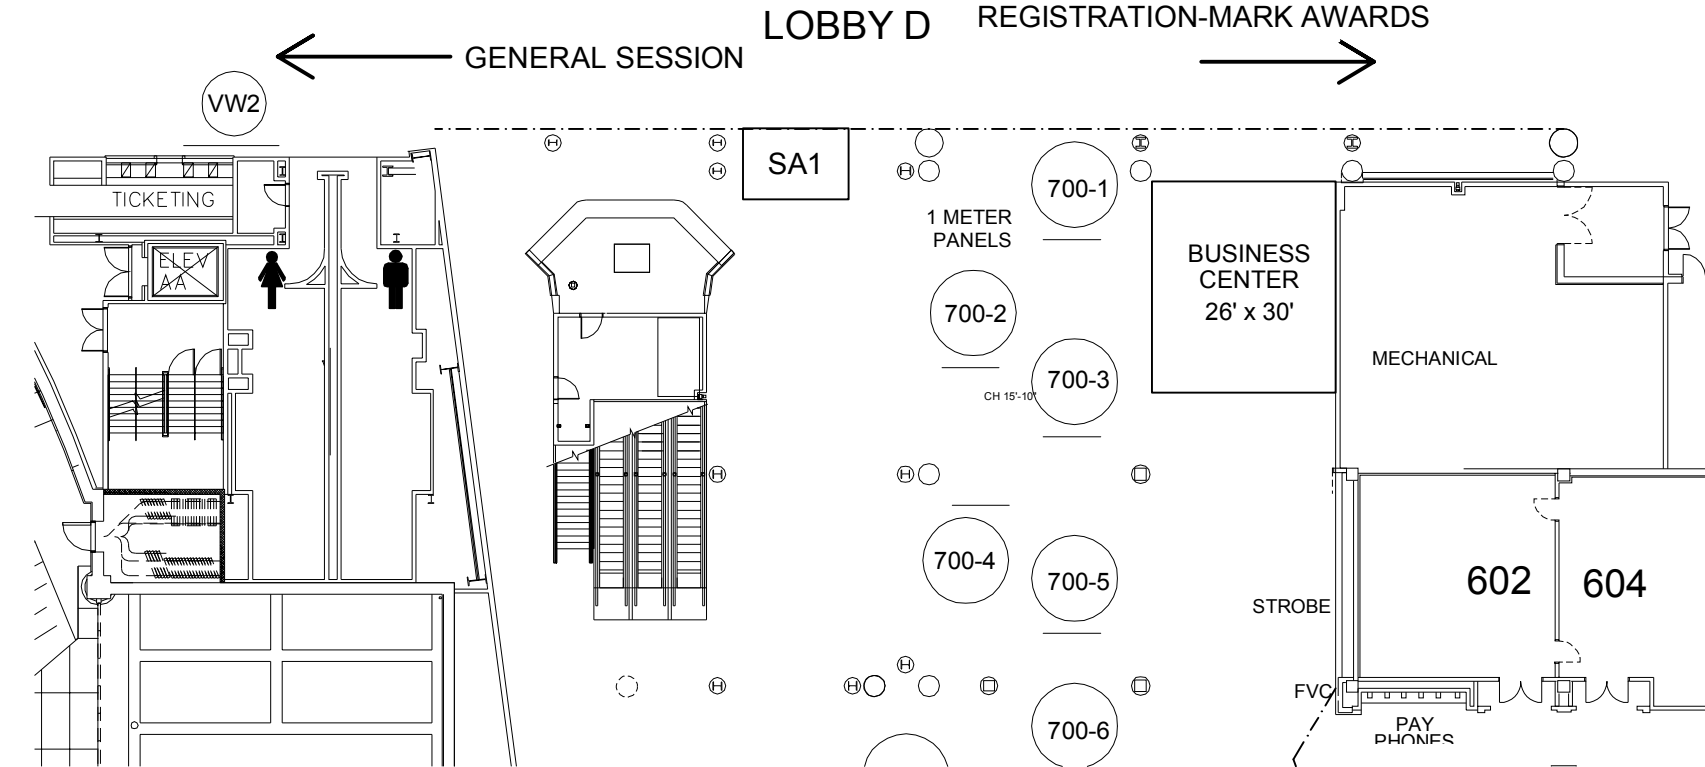 LOBBY D
REGISTRATION-MARK AWARDS
GENERAL SESSION
VW2
SA1
TICKETING
700-1
1 METER
PANELS
BUSINESS
CENTER
26' x 30'
ELEV
AA
700-2
MECHANICAL
700-3
CH 15'-10"
700-4
700-5
602
604
STROBE
FVC
700-6
PAY
PHONES